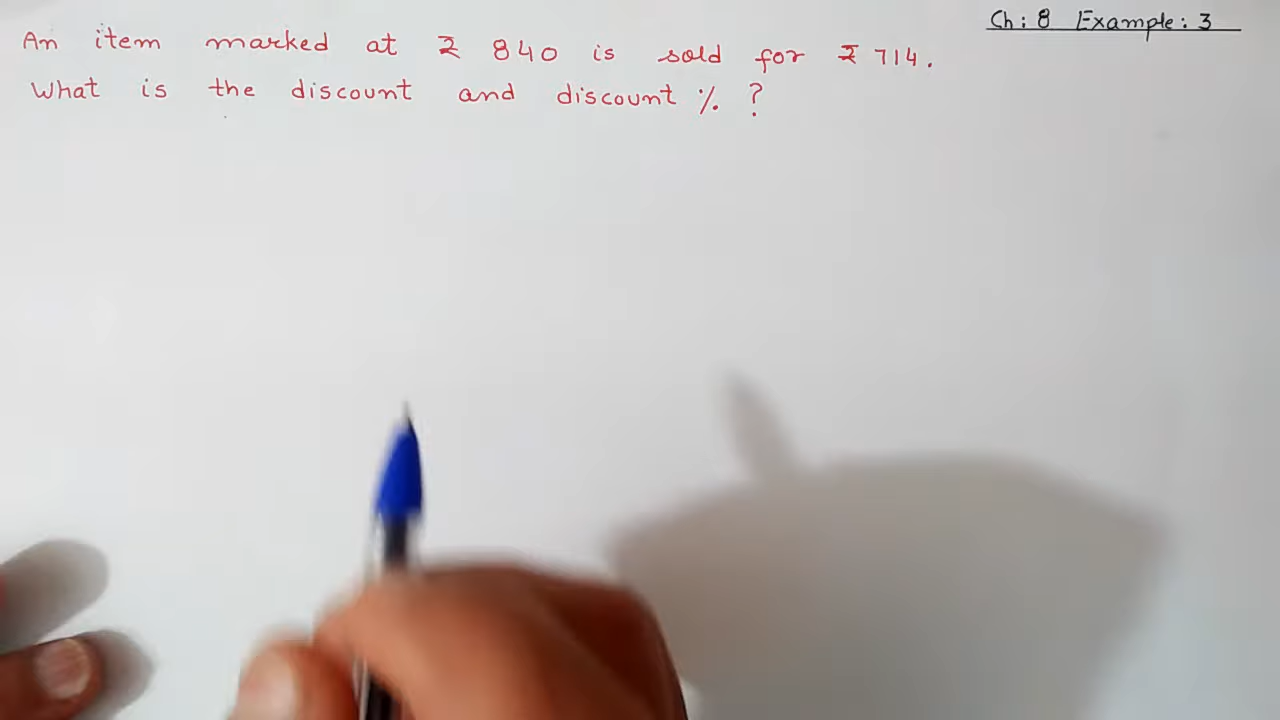 Ch: 8 Example: 3
An item marked at ₹ 840 is sold for ₹ 714.
What is the discount and discount % ?